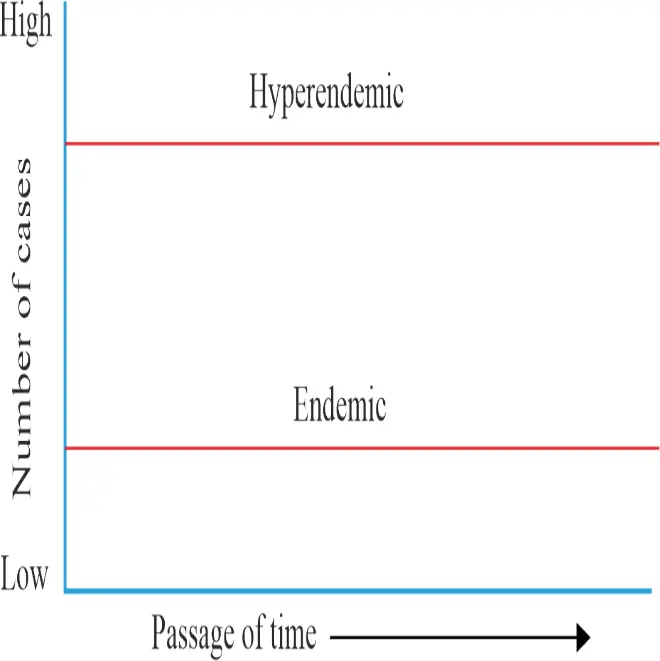 High
Hyperendemic
Number of cases
Endemic
Low
Passage of time